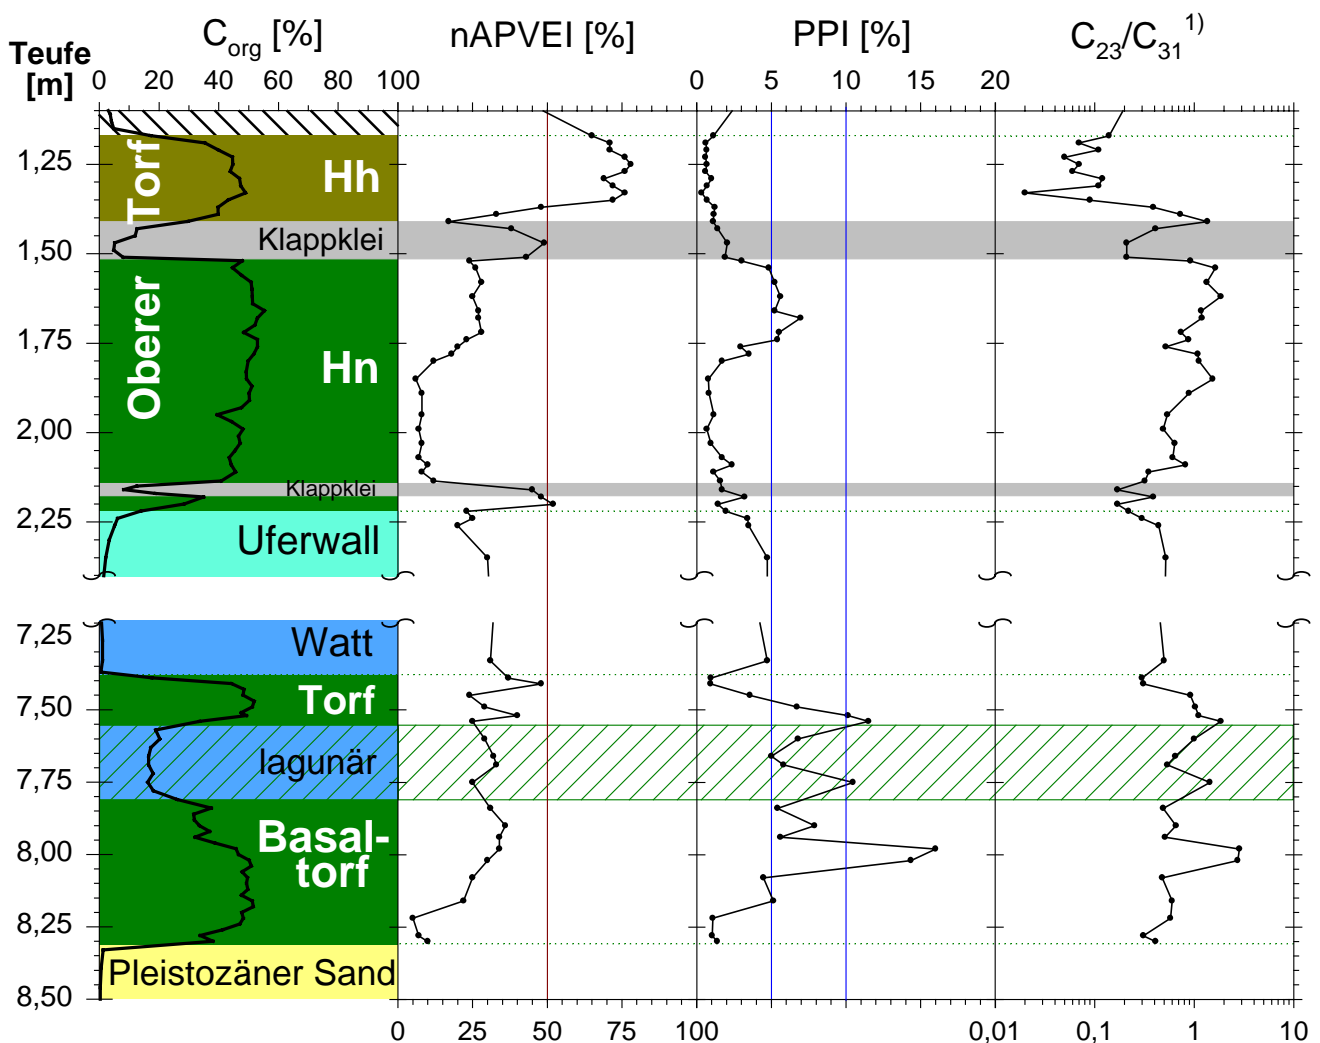 Teufe
[m]
C_org [%]
nAPVEI [%]
PPI [%]
C_23/C_31 ^1)
0 20 40 60 80 100
0 5 10 15 20
1,25
1,50
1,75
2,00
2,25
7,25
7,50
7,75
8,00
8,25
8,50
Oberer Torf
Hh
Klappklei
Hn
Klappklei
Uferwall
Watt
Torf
lagunär
Basal-
torf
Pleistozäner Sand
0 25 50 75 100
0,01 0,1 1 10